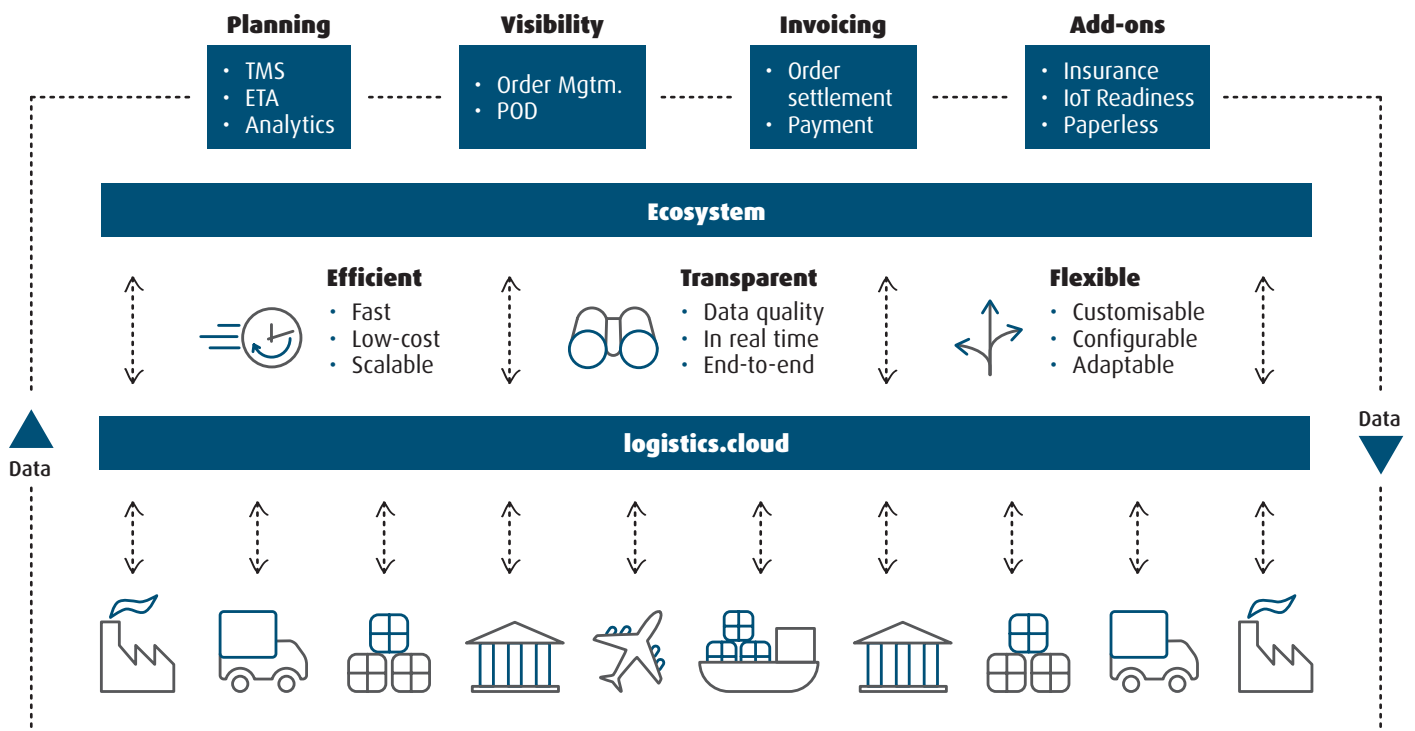 Planning
Visibility
Invoicing
Add-ons
• TMS
• ETA
• Analytics
• Order Mgtm.
• POD
• Order
settlement
• Payment
• Insurance
• IoT Readiness
• Paperless
Ecosystem
Efficient
• Fast
• Low-cost
• Scalable
Transparent
• Data quality
• In real time
• End-to-end
Flexible
• Customisable
• Configurable
• Adaptable
Data
logistics.cloud
Data